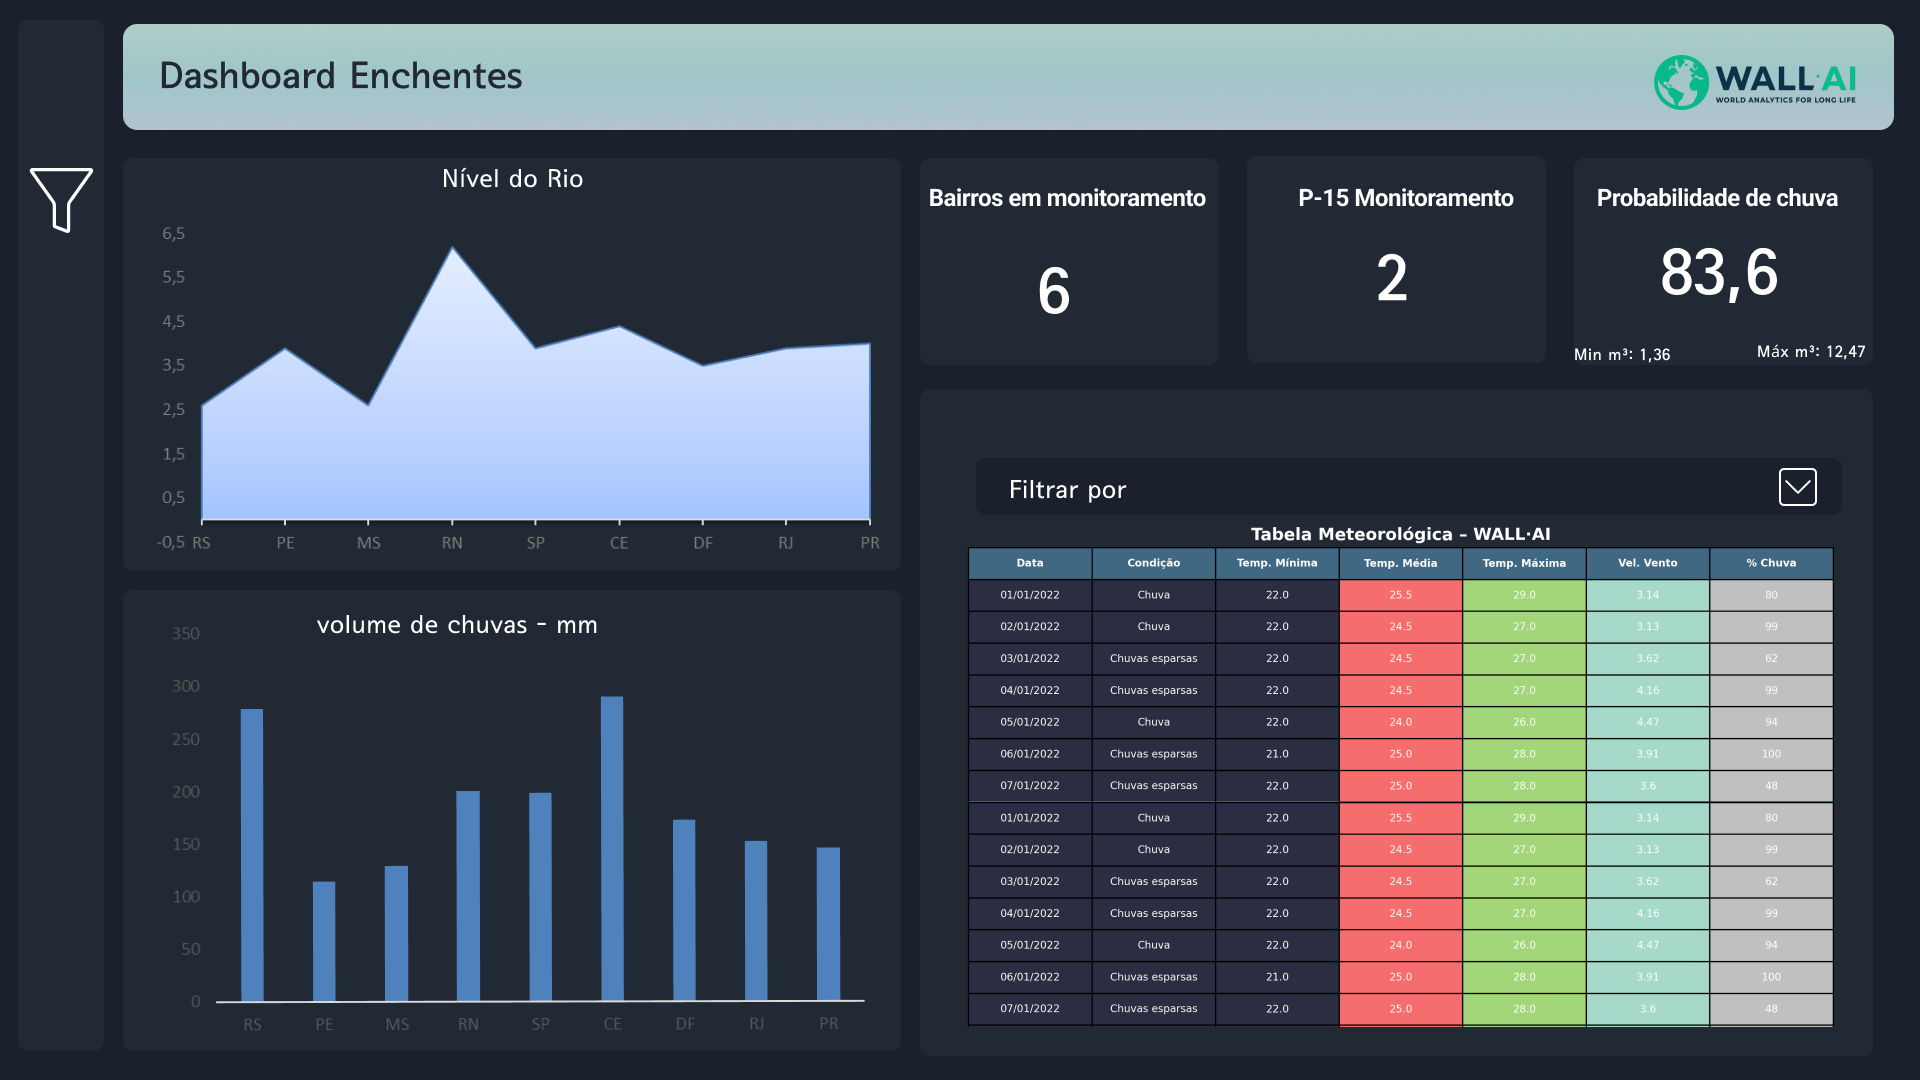 Dashboard Enchentes
WALL·AI
WORLD ANALYTICS FOR LONG LIFE
Nível do Rio
6,5
5,5
4,5
3,5
2,5
1,5
0,5
-0,5
RS PE MS RN SP CE DF RJ PR
volume de chuvas - mm
350
300
250
200
150
100
50
0
RS PE MS RN SP CE DF RJ PR
Bairros em monitoramento
6
P-15 Monitoramento
2
Probabilidade de chuva
83,6
Min m³: 1,36
Máx m³: 12,47
Filtrar por
Tabela Meteorológica – WALL·AI
Data Condição Temp. Mínima Temp. Média Temp. Máxima Vel. Vento % Chuva
01/01/2022 Chuva 22.0 25.5 29.0 3.14 80
02/01/2022 Chuva 22.0 24.5 27.0 3.13 99
03/01/2022 Chuvas esparsas 22.0 24.5 27.0 3.62 62
04/01/2022 Chuvas esparsas 22.0 24.5 27.0 4.16 99
05/01/2022 Chuva 22.0 24.0 26.0 4.47 94
06/01/2022 Chuvas esparsas 21.0 25.0 28.0 3.91 100
07/01/2022 Chuvas esparsas 22.0 25.0 28.0 3.6 48
01/01/2022 Chuva 22.0 25.5 29.0 3.14 80
02/01/2022 Chuva 22.0 24.5 27.0 3.13 99
03/01/2022 Chuvas esparsas 22.0 24.5 27.0 3.62 62
04/01/2022 Chuvas esparsas 22.0 24.5 27.0 4.16 99
05/01/2022 Chuva 22.0 24.0 26.0 4.47 94
06/01/2022 Chuvas esparsas 21.0 25.0 28.0 3.91 100
07/01/2022 Chuvas esparsas 22.0 25.0 28.0 3.6 48